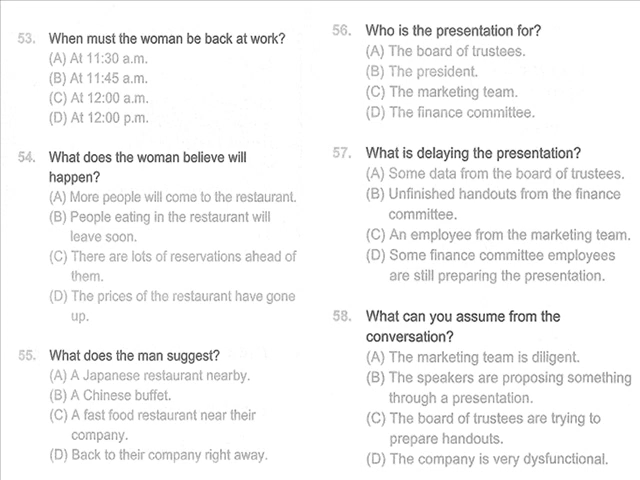 53. When must the woman be back at work?
(A) At 11:30 a.m.
(B) At 11:45 a.m.
(C) At 12:00 a.m.
(D) At 12:00 p.m.
54. What does the woman believe will
happen?
(A) More people will come to the restaurant.
(B) People eating in the restaurant will
leave soon.
(C) There are lots of reservations ahead of
them.
(D) The prices of the restaurant have gone
up.
55. What does the man suggest?
(A) A Japanese restaurant nearby.
(B) A Chinese buffet.
(C) A fast food restaurant near their
company.
(D) Back to their company right away.
56. Who is the presentation for?
(A) The board of trustees.
(B) The president.
(C) The marketing team.
(D) The finance committee.
57. What is delaying the presentation?
(A) Some data from the board of trustees.
(B) Unfinished handouts from the finance
committee.
(C) An employee from the marketing team.
(D) Some finance committee employees
are still preparing the presentation.
58. What can you assume from the
conversation?
(A) The marketing team is diligent.
(B) The speakers are proposing something
through a presentation.
(C) The board of trustees are trying to
prepare handouts.
(D) The company is very dysfunctional.